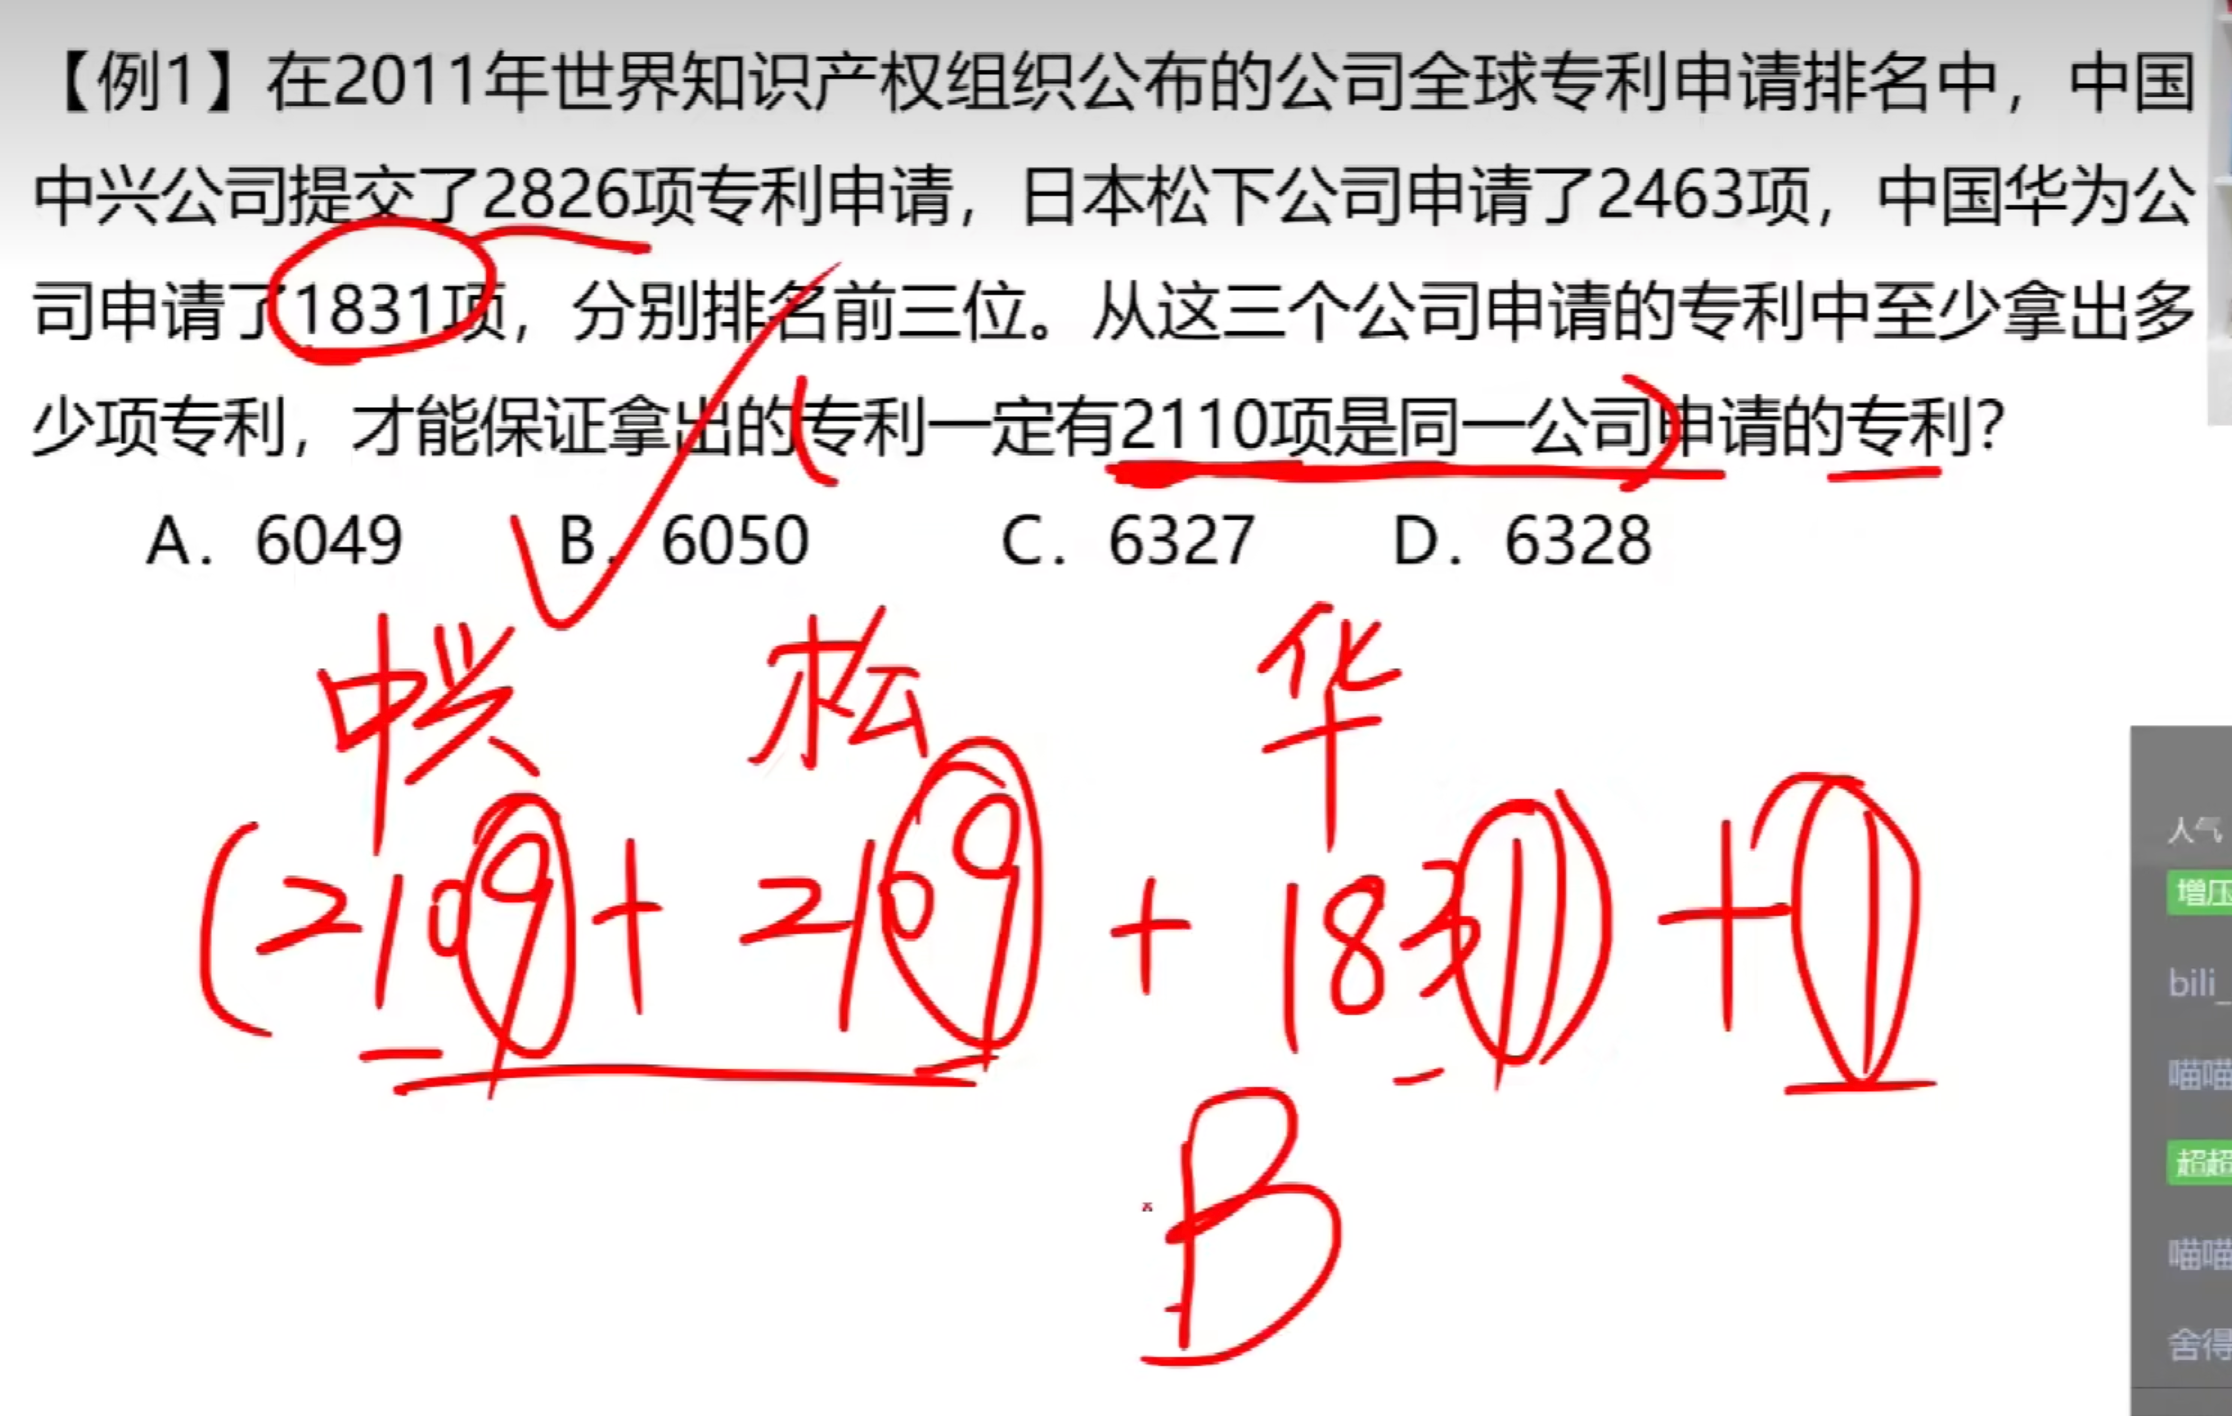 【例1】在2011年世界知识产权组织公布的公司全球专利申请排名中，中国
中兴公司提交了2826项专利申请，日本松下公司申请了2463项，中国华为公
司申请了1831项，分别排名前三位。从这三个公司申请的专利中至少拿出多
少项专利，才能保证拿出的专利一定有2110项是同一公司申请的专利？
A．6049 B．6050 C．6327 D．6328
中兴 松 华
(2109+2109+1831)+1
B
人气
增压
bili_
喵喵
超超
喵喵
舍得